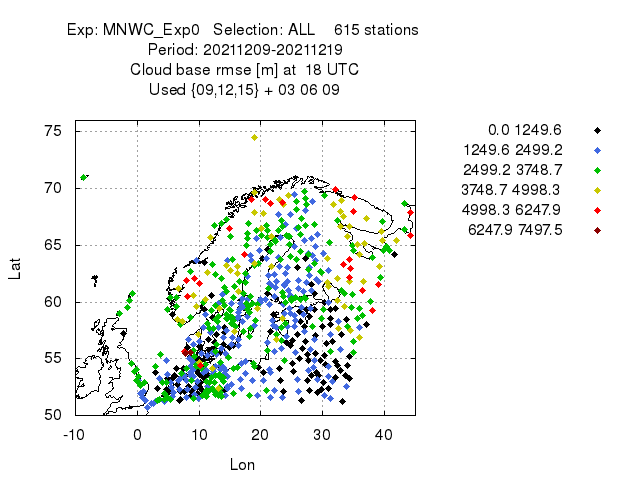 Exp: MNWC_Exp0 Selection: ALL 615 stations
Period: 20211209-20211219
Cloud base rmse [m] at 18 UTC
Used {09,12,15} + 03 06 09
0.0 1249.6
1249.6 2499.2
2499.2 3748.7
3748.7 4998.3
4998.3 6247.9
6247.9 7497.5
75
70
65
60
55
50
Lat
-10 0 10 20 30 40
Lon